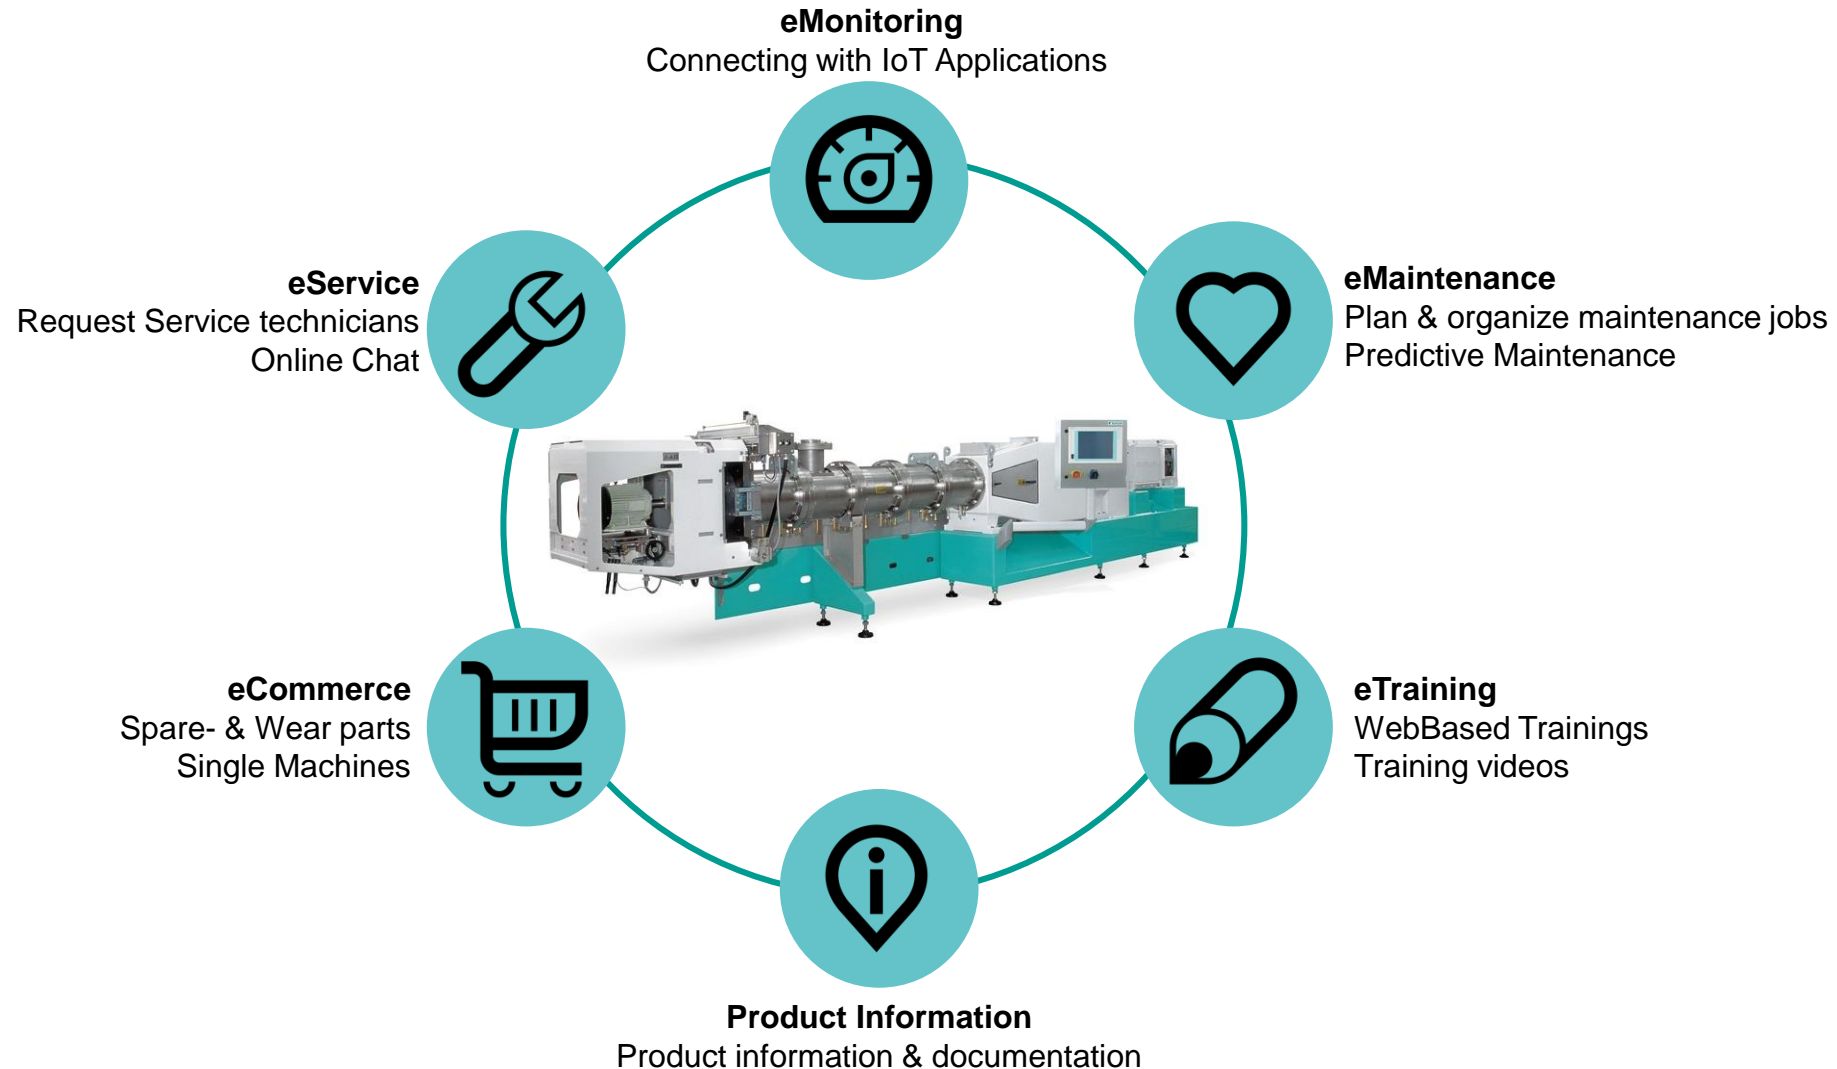 eMonitoring
Connecting with IoT Applications
eService
Request Service technicians
Online Chat
eMaintenance
Plan & organize maintenance jobs
Predictive Maintenance
eCommerce
Spare- & Wear parts
Single Machines
eTraining
WebBased Trainings
Training videos
Product Information
Product information & documentation